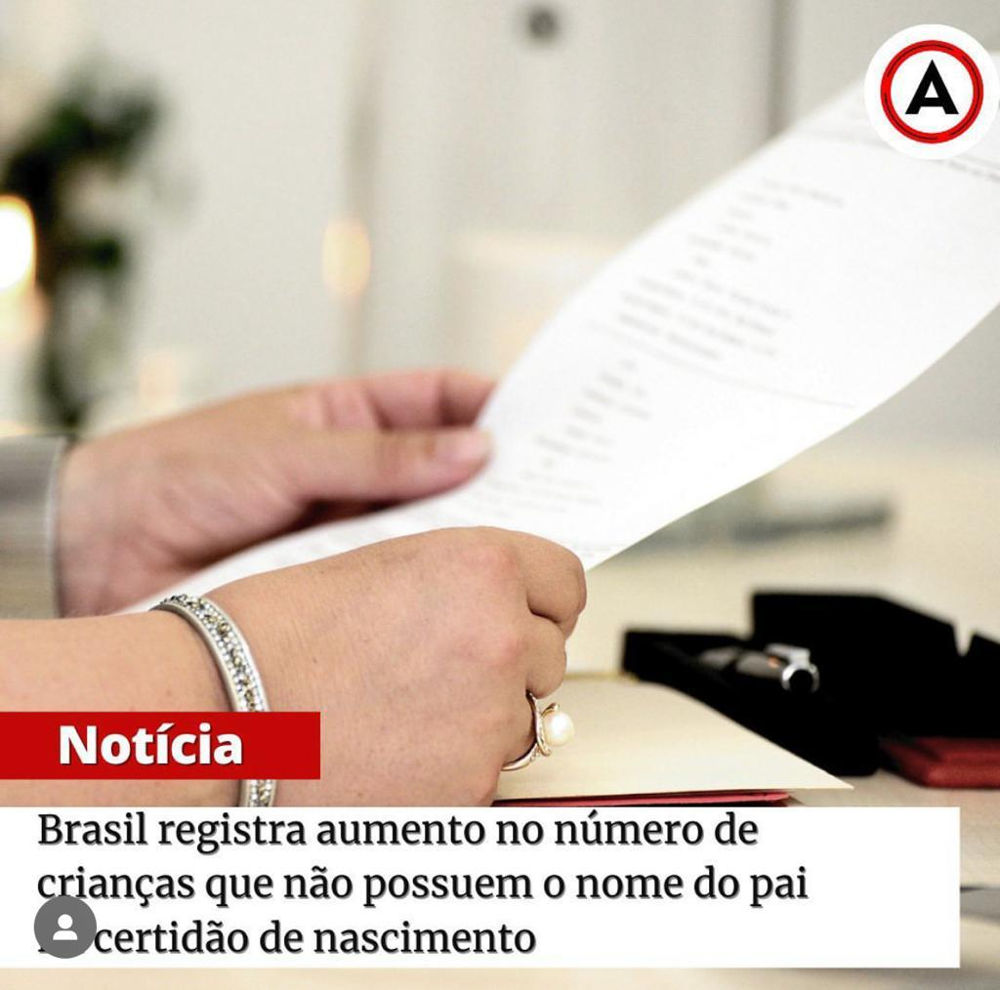 A
Notícia
Brasil registra aumento no número de
crianças que não possuem o nome do pai
certidão de nascimento